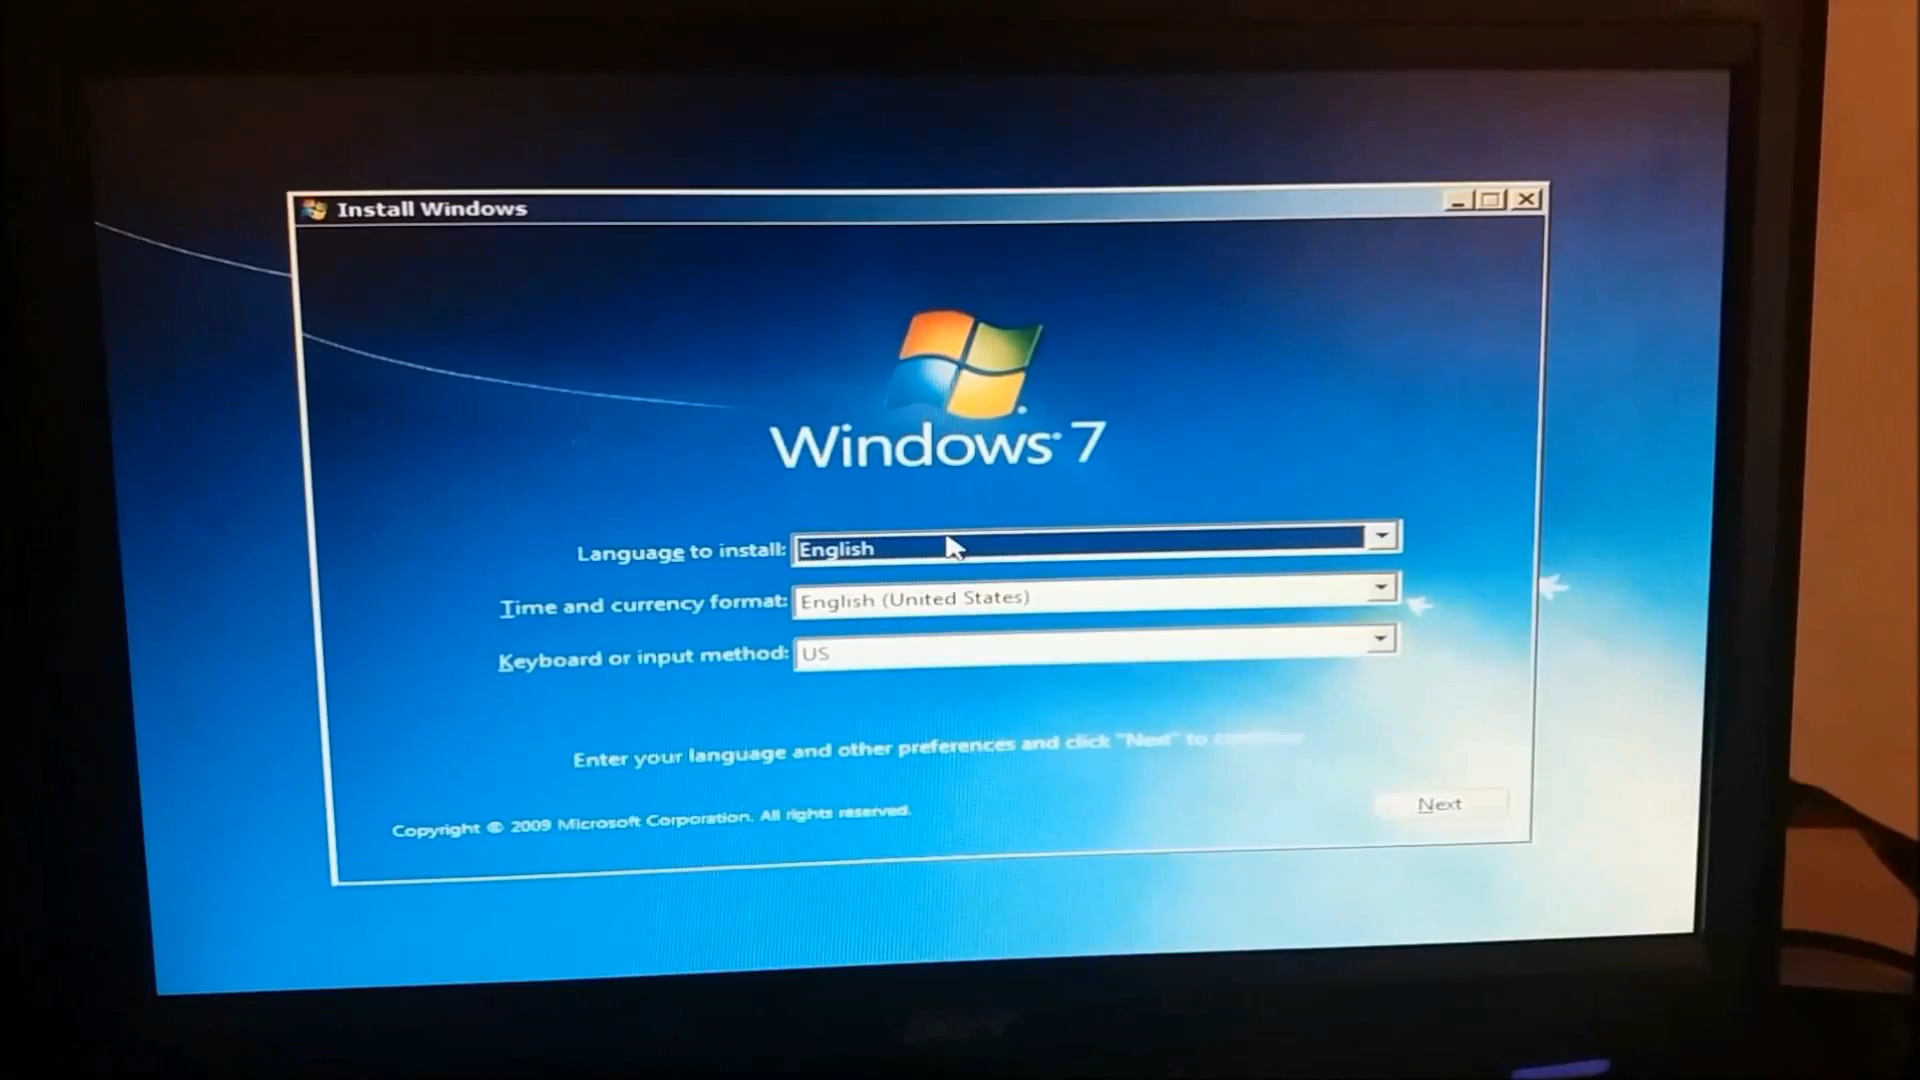 Install Windows
Windows 7
Language to install: English
Time and currency format: English (United States)
Keyboard or input method: US
Enter your language and other preferences and click "Next" to continue.
Copyright © 2009 Microsoft Corporation. All rights reserved.
Next